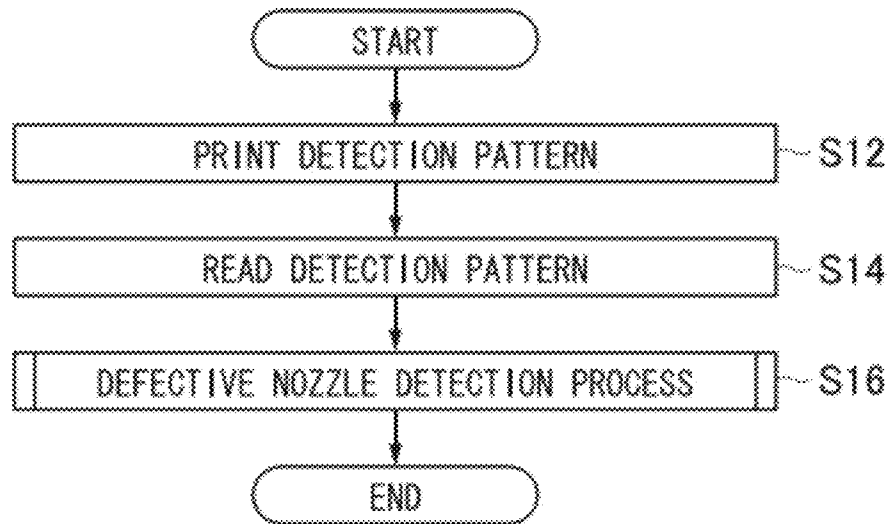 START
PRINT DETECTION PATTERN
S12
READ DETECTION PATTERN
S14
DEFECTIVE NOZZLE DETECTION PROCESS
S16
END